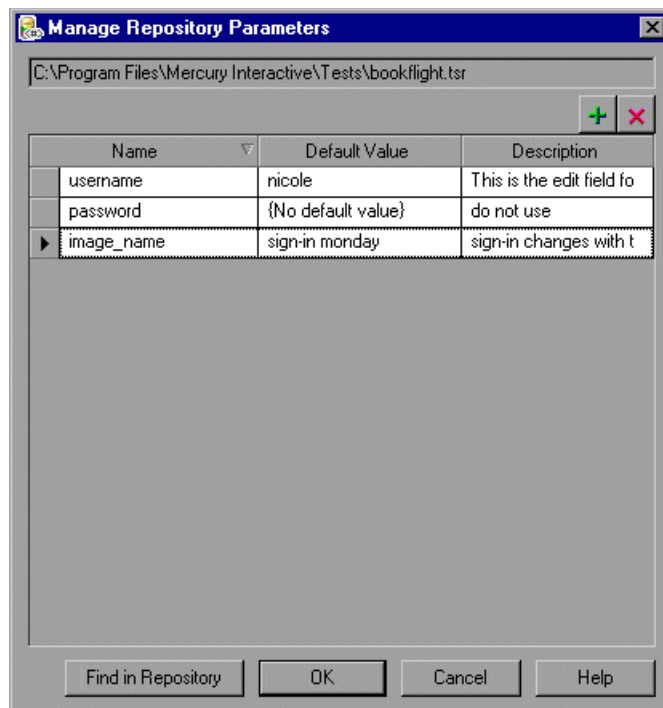 Manage Repository Parameters
C:\Program Files\Mercury Interactive\Tests\bookflight.tsr
Name Default Value Description
username nicole This is the edit field fo
password {No default value} do not use
image_name sign-in monday sign-in changes with t
Find in Repository OK Cancel Help